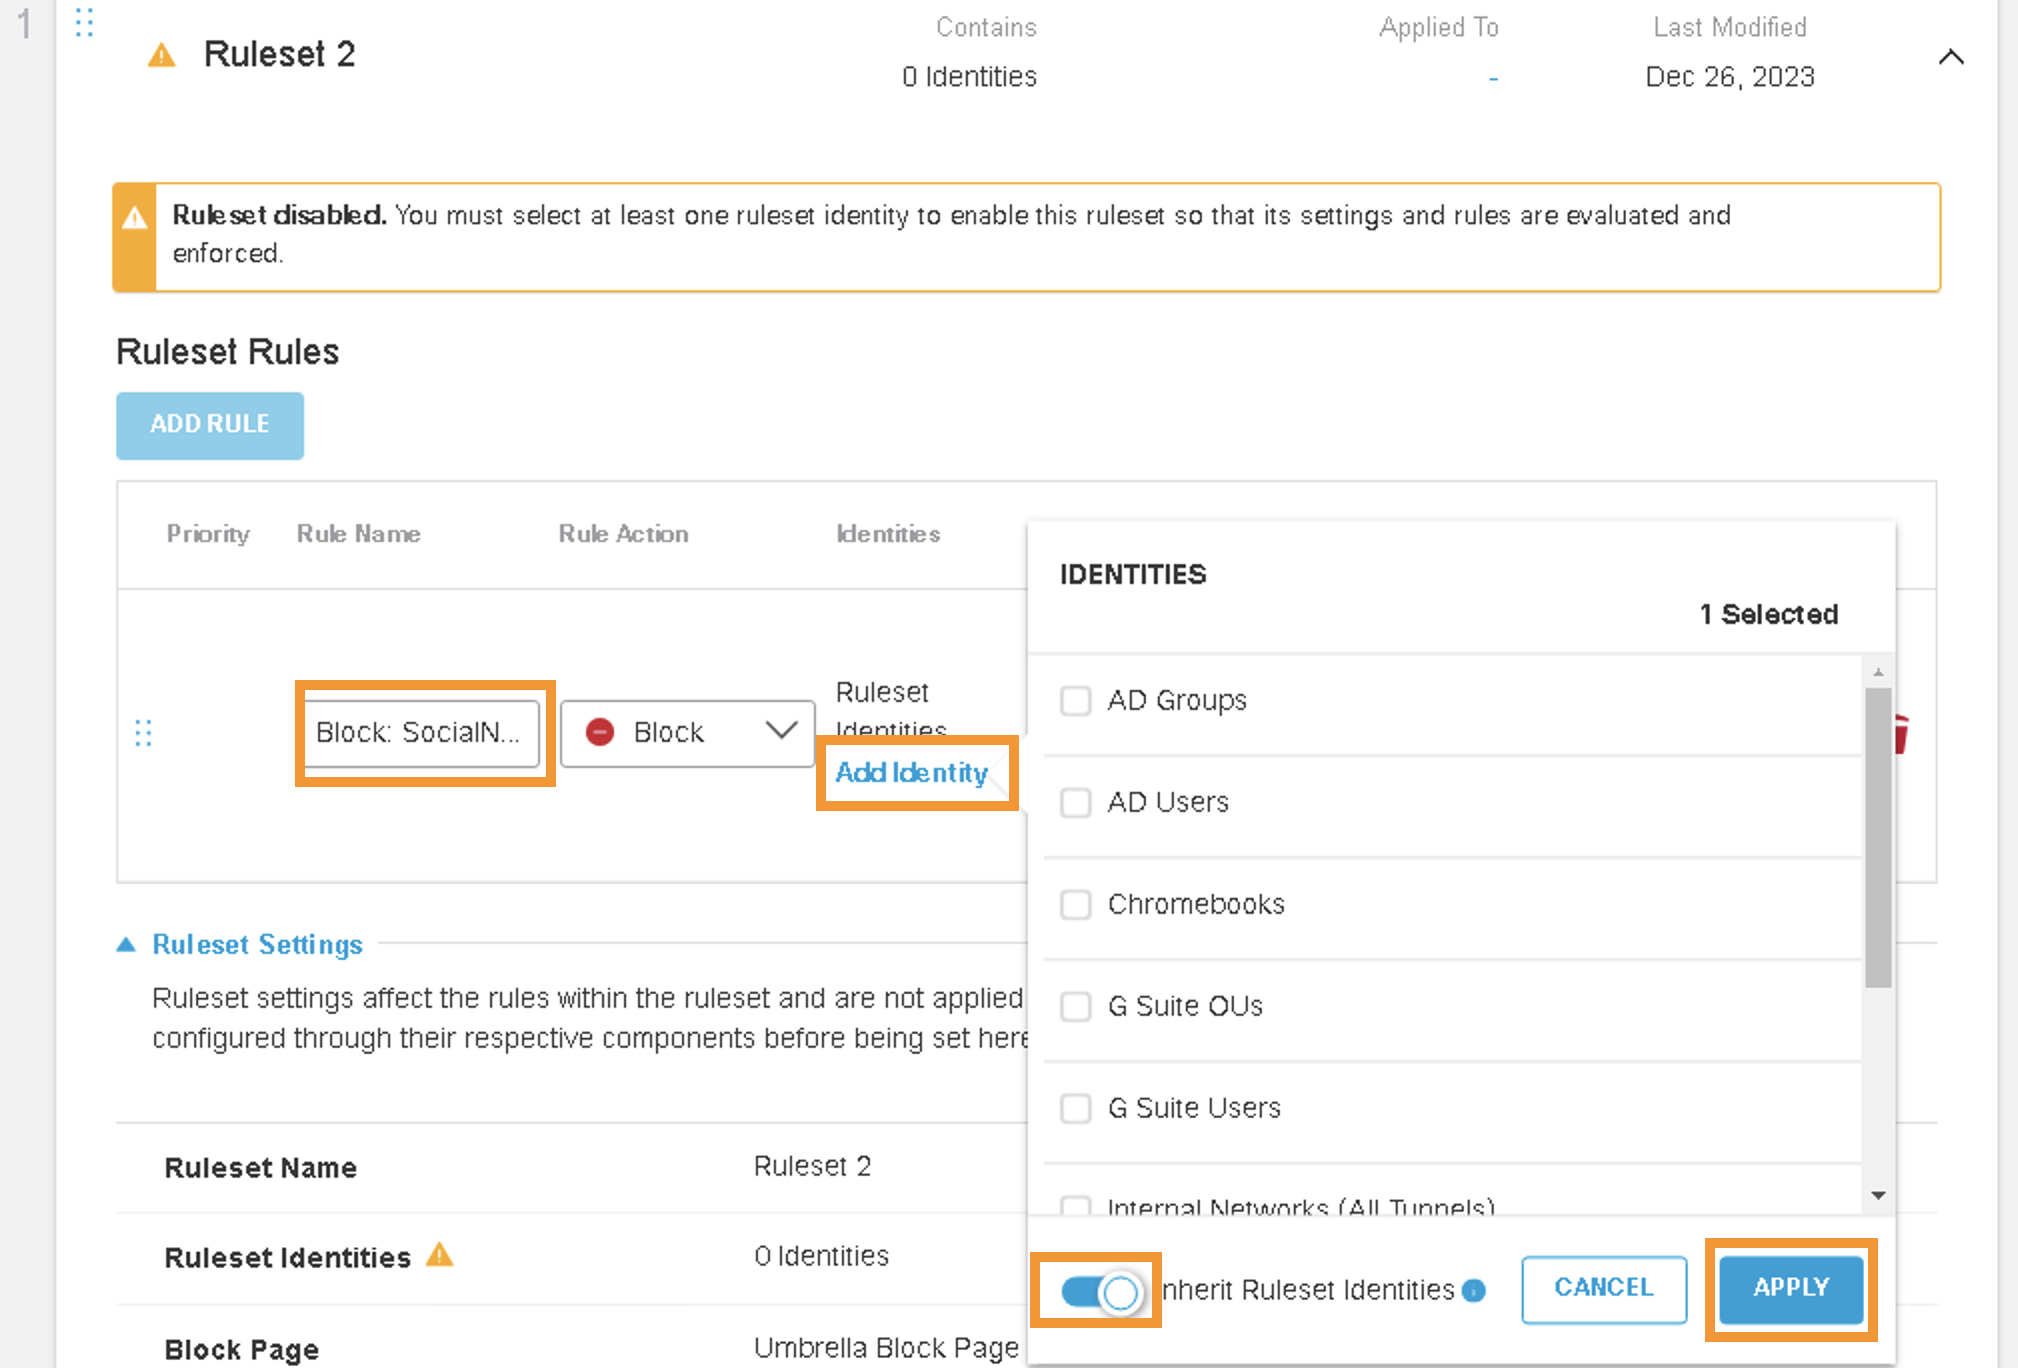 1
Ruleset 2
Contains
0 Identities
Applied To
-
Last Modified
Dec 26, 2023
Ruleset disabled. You must select at least one ruleset identity to enable this ruleset so that its settings and rules are evaluated and
enforced.
Ruleset Rules
ADD RULE
Priority Rule Name Rule Action Identities
Block: SocialN...
Block
Ruleset
Identities
Add Identity
IDENTITIES
1 Selected
AD Groups
AD Users
Chromebooks
G Suite OUs
G Suite Users
Internal Networks (All Tunnels)
nherit Ruleset Identities
CANCEL
APPLY
Ruleset Settings
Ruleset settings affect the rules within the ruleset and are not applied
configured through their respective components before being set here
Ruleset Name Ruleset 2
Ruleset Identities 0 Identities
Block Page Umbrella Block Page